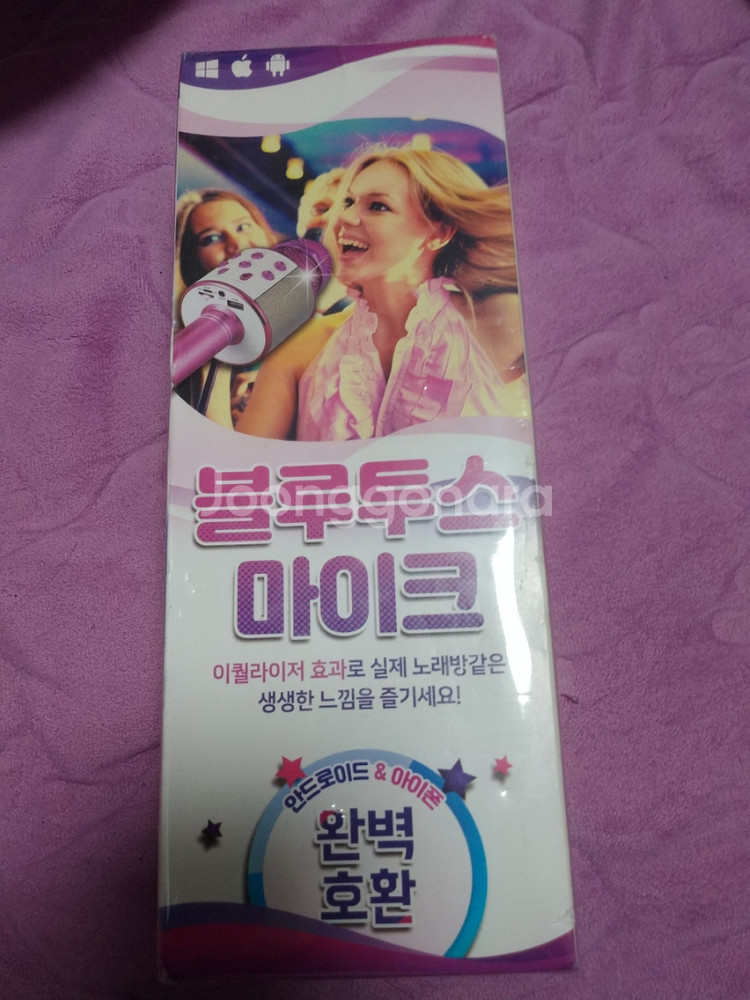 블루투스
Joonggonara
마이크
이퀄라이저 효과로 실제 노래방같은
생생한 느낌을 즐기세요!
안드로이드 & 아이폰
완벽
호환